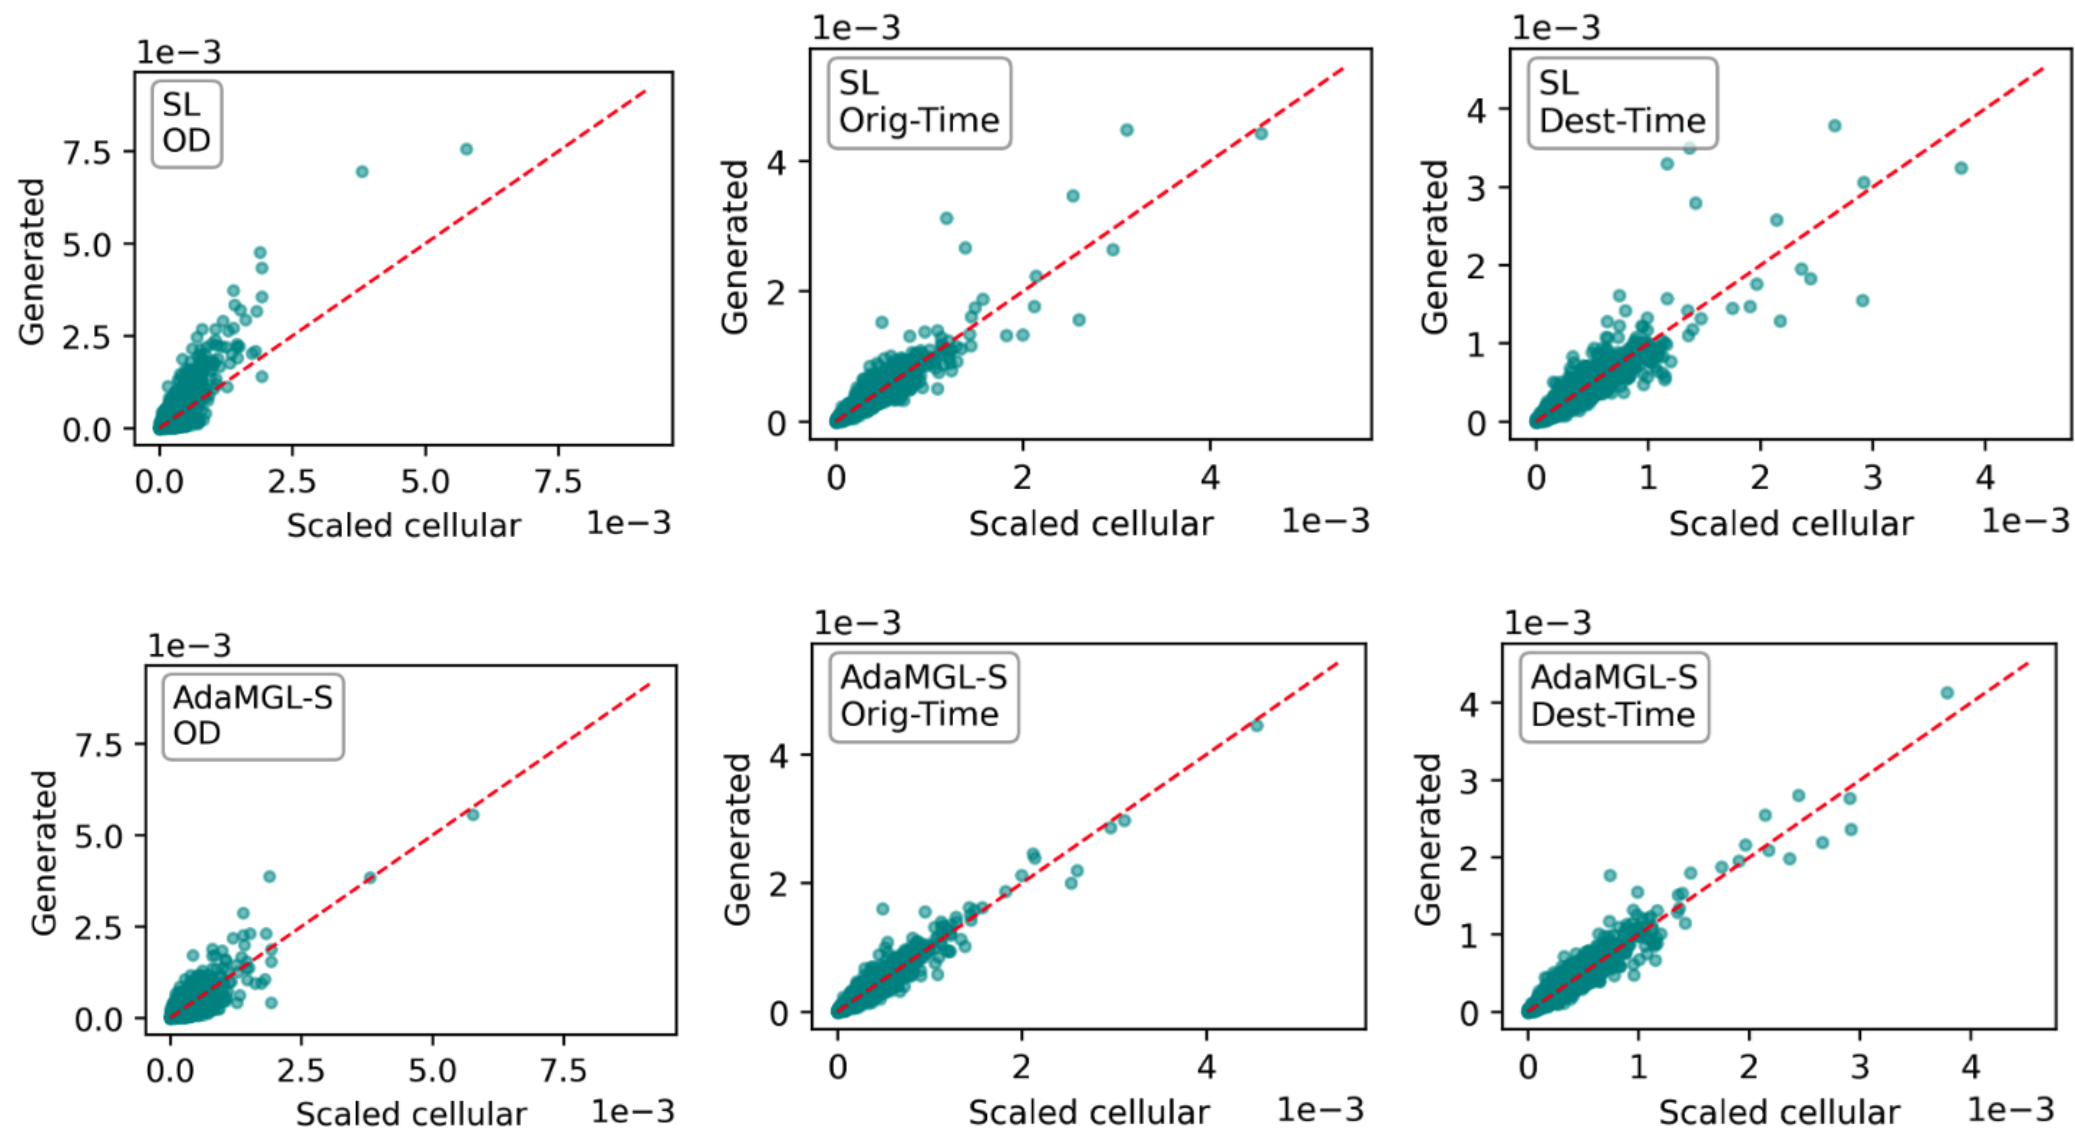 1e−3
SL
OD
7.5
5.0
2.5
0.0
Generated
0.0 2.5 5.0 7.5
Scaled cellular 1e−3
1e−3
SL
Orig-Time
4
2
0
Generated
0 2 4
Scaled cellular 1e−3
1e−3
SL
Dest-Time
4
3
2
1
0
Generated
0 1 2 3 4
Scaled cellular 1e−3
1e−3
AdaMGL-S
OD
7.5
5.0
2.5
0.0
Generated
0.0 2.5 5.0 7.5
Scaled cellular 1e−3
1e−3
AdaMGL-S
Orig-Time
4
2
0
Generated
0 2 4
Scaled cellular 1e−3
1e−3
AdaMGL-S
Dest-Time
4
3
2
1
0
Generated
0 1 2 3 4
Scaled cellular 1e−3